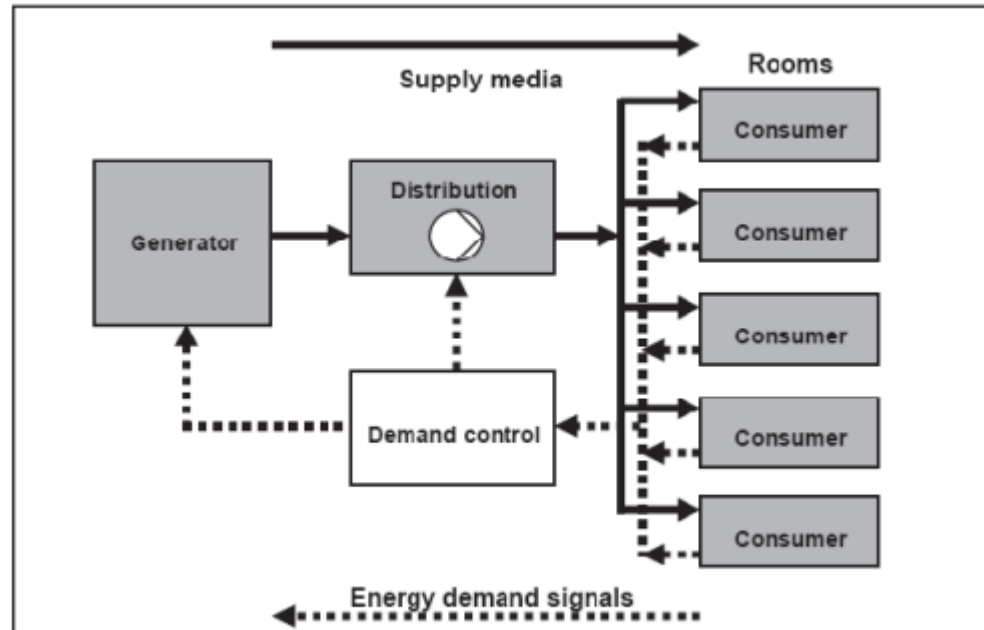 Supply media
Rooms
Consumer
Distribution
Consumer
Generator
Consumer
Demand control
Consumer
Consumer
Energy demand signals